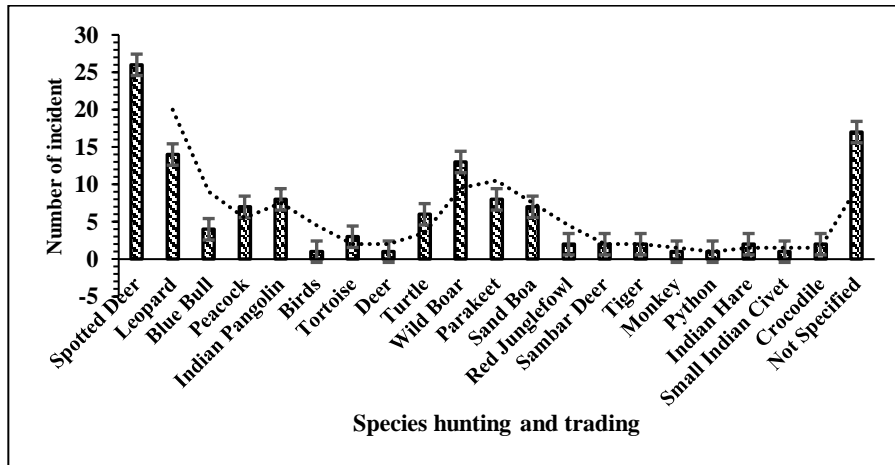 Number of incident
30
25
20
15
10
5
0
-5
Spotted Deer
Leopard
Blue Bull
Peacock
Indian Pangolin
Birds
Tortoise
Deer
Turtle
Wild Boar
Parakeet
Sand Boa
Red Junglefowl
Sambar Deer
Tiger
Monkey
Python
Indian Hare
Small Indian Civet
Crocodile
Not Specified
Species hunting and trading